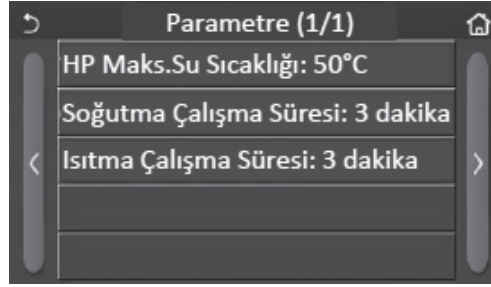 Parametre (1/1)
HP Maks.Su Sıcaklığı: 50°C
Soğutma Çalışma Süresi: 3 dakika
Isıtma Çalışma Süresi: 3 dakika